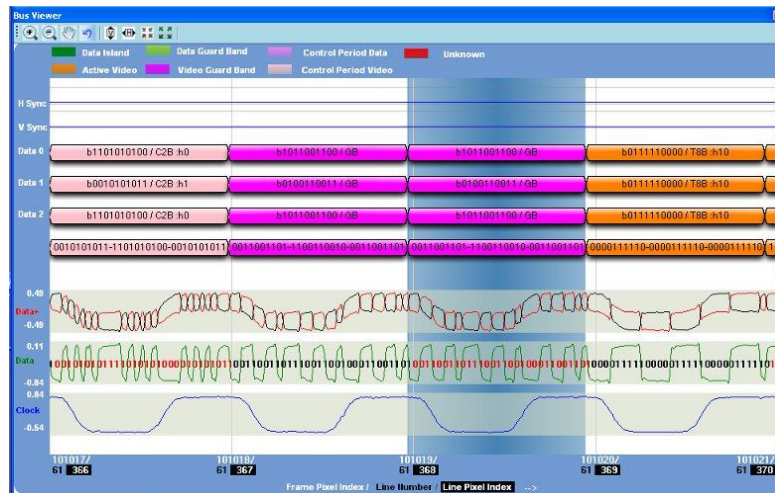 Bus Viewer
Data Island Data Guard Band Control Period Data Unknown
Active Video Video Guard Band Control Period Video
H Sync
V Sync
Data 0 b1101010100 / C2B :h0 b1011001100 / GB b1011001100 / GB b0111110000 / T8B :h10
Data 1 b0010101011 / C2B :h1 b0100110011 / GB b0100110011 / GB b0111110000 / T8B :h10
Data 2 b1101010100 / C2B :h0 b1011001100 / GB b1011001100 / GB b0111110000 / T8B :h10
0010101011-1101010100-0010101011 0011001101-1100110010-0011001101 0011001101-1100110010-0011001101 0000111110-0000111110-0000111110
0.49
Data+
-0.49
0.11
Data
-0.84
0.84
Clock
-0.54
101017/ 101018/ 101019/ 101020/ 101021/
61 366 61 367 61 368 61 369 61 370
Frame Pixel Index / Line Number / Line Pixel Index -->